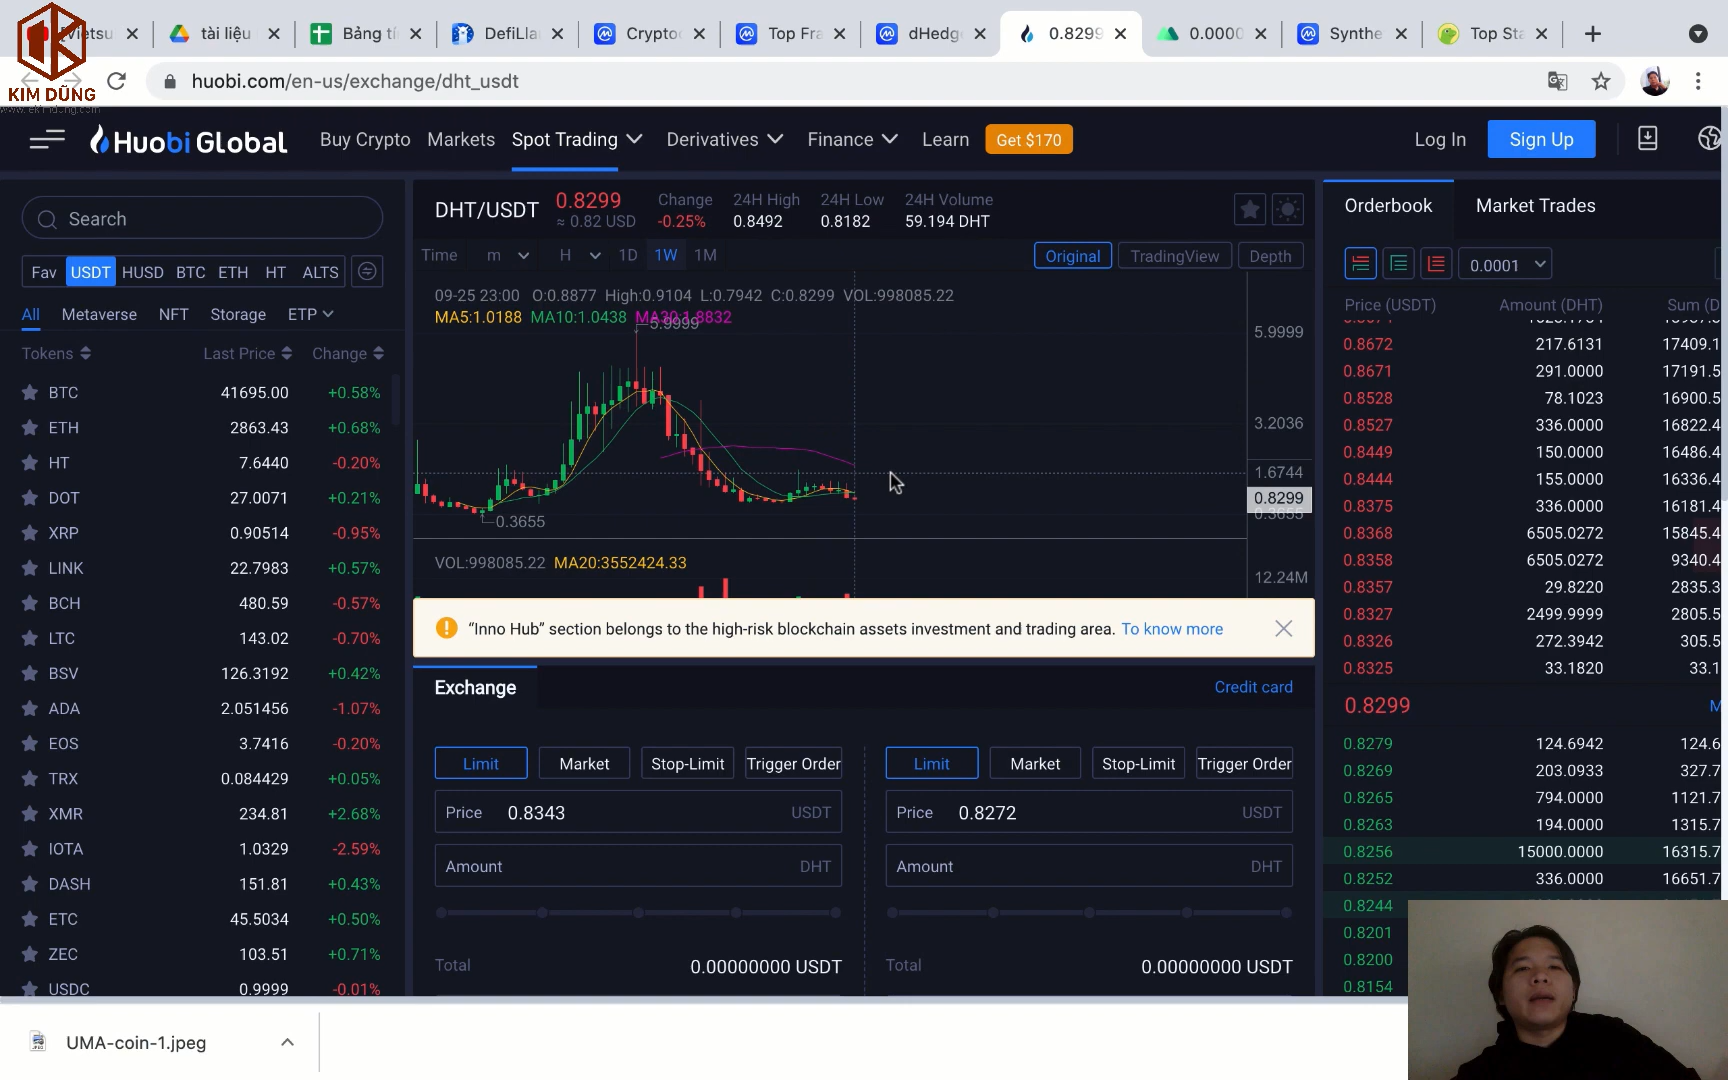 Vietsu
tài liệu
Bảng tí
DefiLla
Crypto
Top Fra
dHedg
0.8299
0.0000
Synthe
Top Sta
KIM DŨNG
huobi.com/en-us/exchange/dht_usdt
Huobi Global
Buy Crypto
Markets
Spot Trading
Derivatives
Finance
Learn
Get $170
Log In
Sign Up
Search
Fav USDT HUSD BTC ETH HT ALTS
All Metaverse NFT Storage ETP
Tokens Last Price Change
BTC 41695.00 +0.58%
ETH 2863.43 +0.68%
HT 7.6440 -0.20%
DOT 27.0071 +0.21%
XRP 0.90514 -0.95%
LINK 22.7983 +0.57%
BCH 480.59 -0.57%
LTC 143.02 -0.70%
BSV 126.3192 +0.42%
ADA 2.051456 -1.07%
EOS 3.7416 -0.20%
TRX 0.084429 +0.05%
XMR 234.81 +2.68%
IOTA 1.0329 -2.59%
DASH 151.81 +0.43%
ETC 45.5034 +0.50%
ZEC 103.51 +0.71%
USDC 0.9999 -0.01%
DHT/USDT
0.8299
≈ 0.82 USD
Change
-0.25%
24H High
0.8492
24H Low
0.8182
24H Volume
59.194 DHT
Time m H 1D 1W 1M
Original TradingView Depth
09-25 23:00 O:0.8877 High:0.9104 L:0.7942 C:0.8299 VOL:998085.22
MA5:1.0188 MA10:1.0438 MA30:1.8832
5.9999
0.3655
5.9999
3.2036
1.6744
0.8299
0.3655
VOL:998085.22 MA20:3552424.33
12.24M
“Inno Hub” section belongs to the high-risk blockchain assets investment and trading area. To know more
Exchange
Credit card
Limit Market Stop-Limit Trigger Order
Price 0.8343 USDT
Amount DHT
Total 0.00000000 USDT
Limit Market Stop-Limit Trigger Order
Price 0.8272 USDT
Amount DHT
Total 0.00000000 USDT
Orderbook Market Trades
0.0001
Price (USDT) Amount (DHT) Sum (D
0.8672 217.6131 17409.1
0.8671 291.0000 17191.5
0.8528 78.1023 16900.5
0.8527 336.0000 16822.4
0.8449 150.0000 16486.4
0.8444 155.0000 16336.4
0.8375 336.0000 16181.4
0.8368 6505.0272 15845.4
0.8358 6505.0272 9340.4
0.8357 29.8220 2835.3
0.8327 2499.9999 2805.5
0.8326 272.3942 305.5
0.8325 33.1820 33.1
0.8299 M
0.8279 124.6942 124.6
0.8269 203.0933 327.7
0.8265 794.0000 1121.7
0.8263 194.0000 1315.7
0.8256 15000.0000 16315.7
0.8252 336.0000 16651.7
0.8244
0.8201
0.8200
0.8154
UMA-coin-1.jpeg